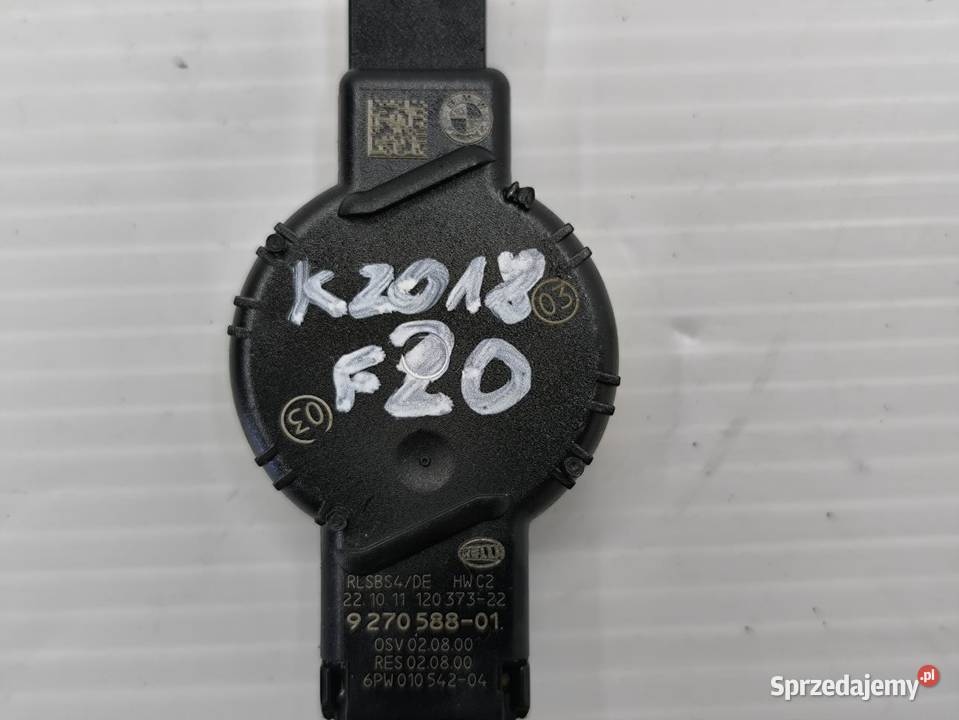 BMW
K2018
03
F20
03
HELLA
RLSBS4/DE HW C2
22.10.11 120 373-22
9 270 588-01
OSV 02.08.00
RES 02.08.00
6PW 010 542-04
Sprzedajemy.pl